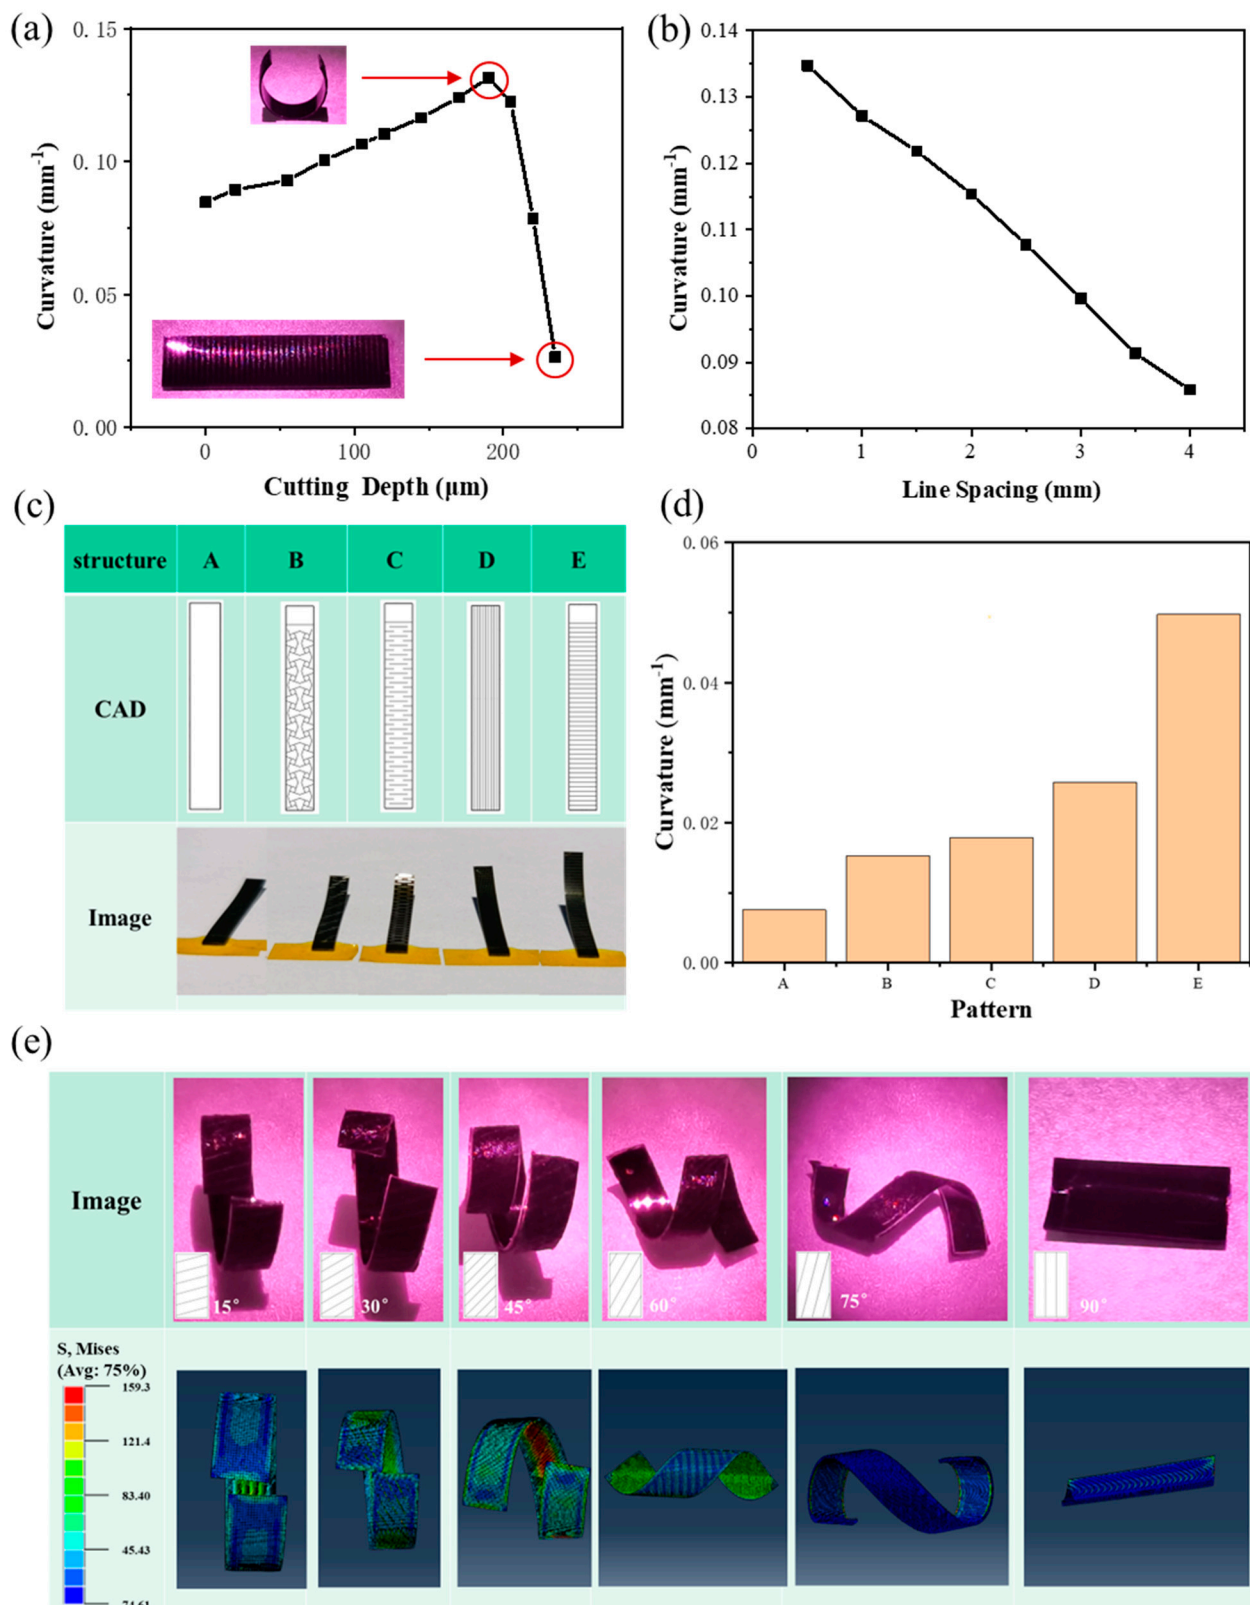 (a)
0.15
0.10
0.05
0.00
Curvature (mm⁻¹)
0
100
200
Cutting Depth (μm)
(b)
0.14
0.13
0.12
0.11
0.10
0.09
0.08
Curvature (mm⁻¹)
0
1
2
3
4
Line Spacing (mm)
(c)
structure A B C D E
CAD
Image
(d)
0.06
0.04
0.02
0.00
Curvature (mm⁻¹)
A B C D E
Pattern
(e)
Image
15°
30°
45°
60°
75°
90°
S, Mises
(Avg: 75%)
159.3
121.4
83.40
45.43